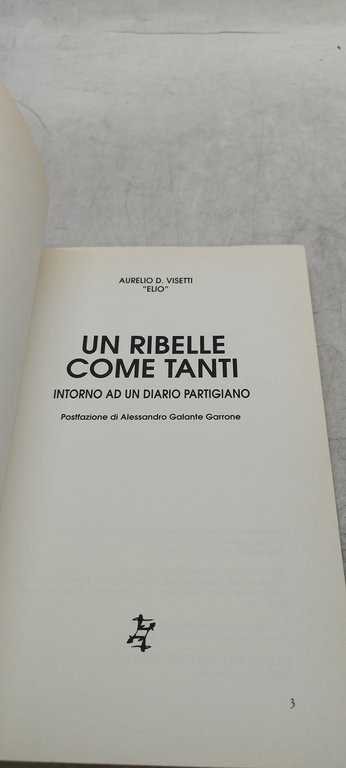 AURELIO D. VISETTI
"ELIO"
UN RIBELLE
COME TANTI
INTORNO AD UN DIARIO PARTIGIANO
Postfazione di Alessandro Galante Garrone
3